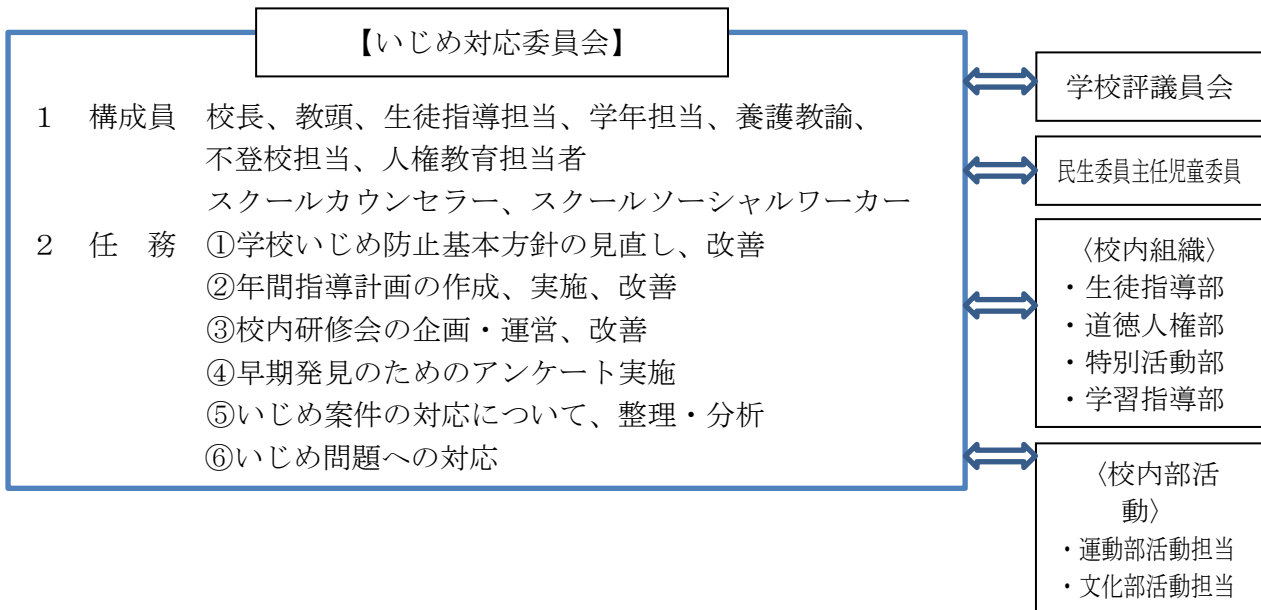 【いじめ対応委員会】
1 構成員 校長、教頭、生徒指導担当、学年担当、養護教諭、
不登校担当、人権教育担当者
スクールカウンセラー、スクールソーシャルワーカー
2 任 務 ①学校いじめ防止基本方針の見直し、改善
②年間指導計画の作成、実施、改善
③校内研修会の企画・運営、改善
④早期発見のためのアンケート実施
⑤いじめ案件の対応について、整理・分析
⑥いじめ問題への対応
学校評議員会
民生委員主任児童委員
〈校内組織〉
・生徒指導部
・道徳人権部
・特別活動部
・学習指導部
〈校内部活
動〉
・運動部活動担当
・文化部活動担当